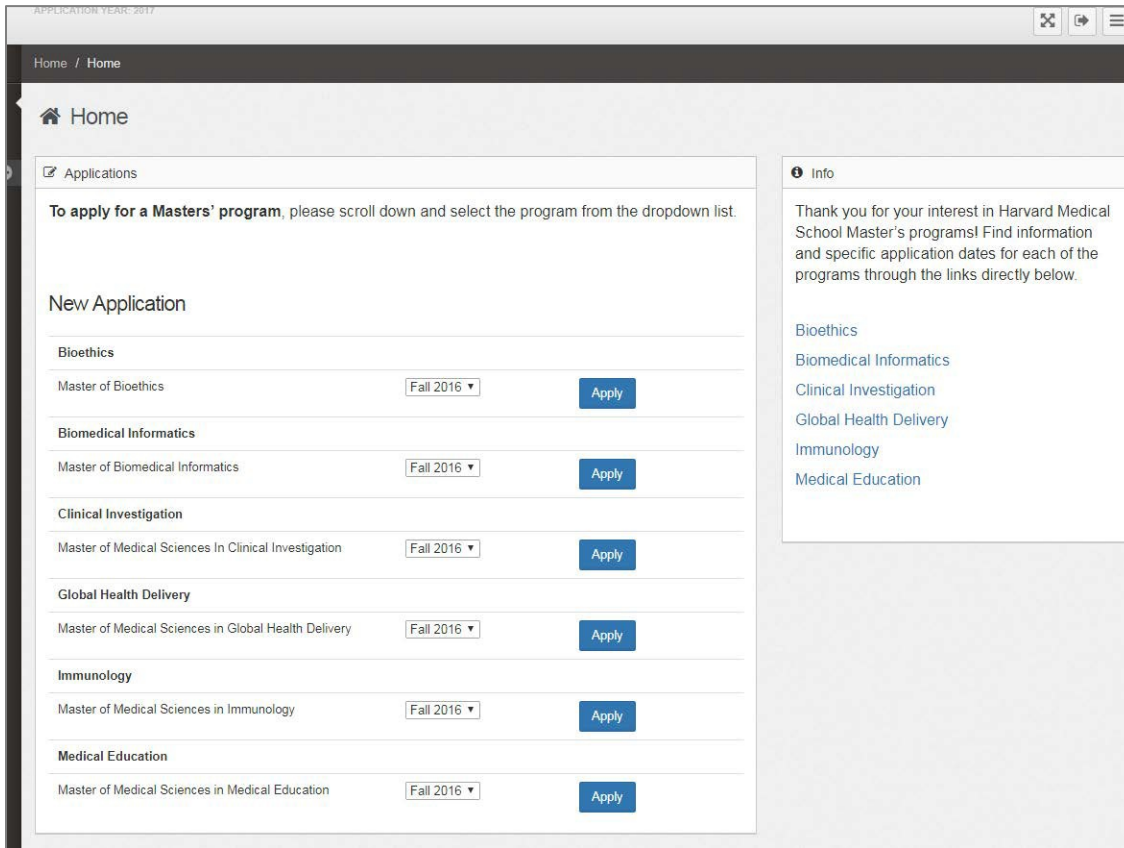 APPLICATION YEAR: 2017
Home / Home
Home
Applications
To apply for a Masters' program, please scroll down and select the program from the dropdown list.
New Application
Bioethics
Master of Bioethics Fall 2016 Apply
Biomedical Informatics
Master of Biomedical Informatics Fall 2016 Apply
Clinical Investigation
Master of Medical Sciences In Clinical Investigation Fall 2016 Apply
Global Health Delivery
Master of Medical Sciences in Global Health Delivery Fall 2016 Apply
Immunology
Master of Medical Sciences in Immunology Fall 2016 Apply
Medical Education
Master of Medical Sciences in Medical Education Fall 2016 Apply
Info
Thank you for your interest in Harvard Medical
School Master's programs! Find information
and specific application dates for each of the
programs through the links directly below.
Bioethics
Biomedical Informatics
Clinical Investigation
Global Health Delivery
Immunology
Medical Education